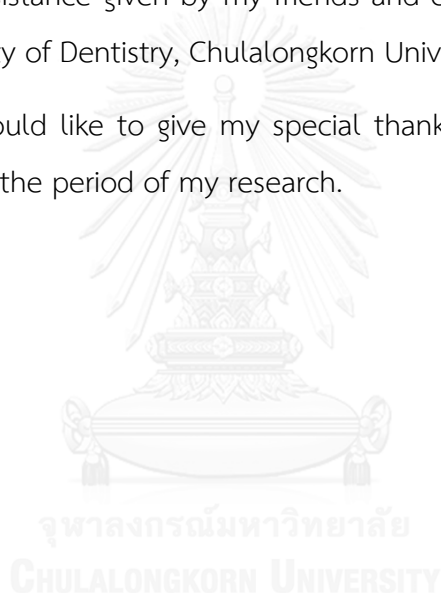 istance given by my friends and
y of Dentistry, Chulalongkorn Univ
ould like to give my special thank
the period of my research.
จุฬาลงกรณ์มหาวิทยาลัย
CHULALONGKORN UNIVERSITY